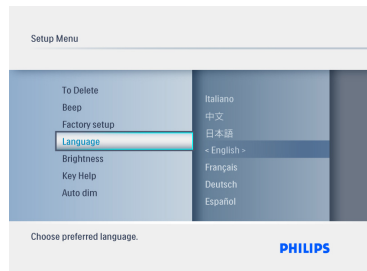 Setup Menu
To Delete
Beep
Factory setup
Language
Brightness
Key Help
Auto dim
Italiano
中文
日本語
< English >
Français
Deutsch
Español
Choose preferred language.
PHILIPS